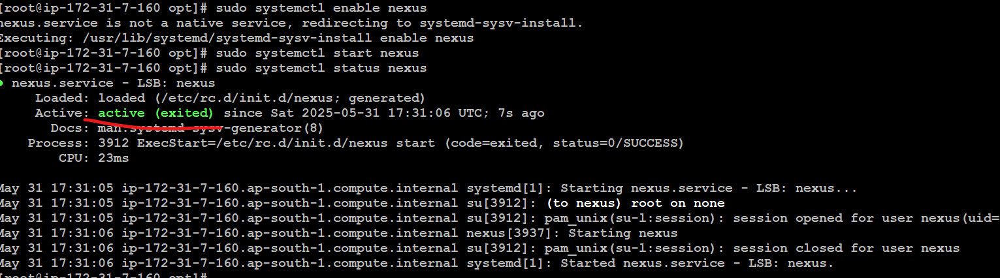 [root@ip-172-31-7-160 opt]# sudo systemctl enable nexus
nexus.service is not a native service, redirecting to systemd-sysv-install.
Executing: /usr/lib/systemd/systemd-sysv-install enable nexus
[root@ip-172-31-7-160 opt]# sudo systemctl start nexus
[root@ip-172-31-7-160 opt]# sudo systemctl status nexus
● nexus.service - LSB: nexus
Loaded: loaded (/etc/rc.d/init.d/nexus; generated)
Active: active (exited) since Sat 2025-05-31 17:31:06 UTC; 7s ago
Docs: man:systemd-sysv-generator(8)
Process: 3912 ExecStart=/etc/rc.d/init.d/nexus start (code=exited, status=0/SUCCESS)
CPU: 23ms
May 31 17:31:05 ip-172-31-7-160.ap-south-1.compute.internal systemd[1]: Starting nexus.service - LSB: nexus...
May 31 17:31:05 ip-172-31-7-160.ap-south-1.compute.internal su[3912]: (to nexus) root on none
May 31 17:31:05 ip-172-31-7-160.ap-south-1.compute.internal su[3912]: pam_unix(su-l:session): session opened for user nexus(uid=
May 31 17:31:06 ip-172-31-7-160.ap-south-1.compute.internal nexus[3937]: Starting nexus
May 31 17:31:06 ip-172-31-7-160.ap-south-1.compute.internal su[3912]: pam_unix(su-l:session): session closed for user nexus
May 31 17:31:06 ip-172-31-7-160.ap-south-1.compute.internal systemd[1]: Started nexus.service - LSB: nexus.
[root@ip-172-31-7-160 opt]#